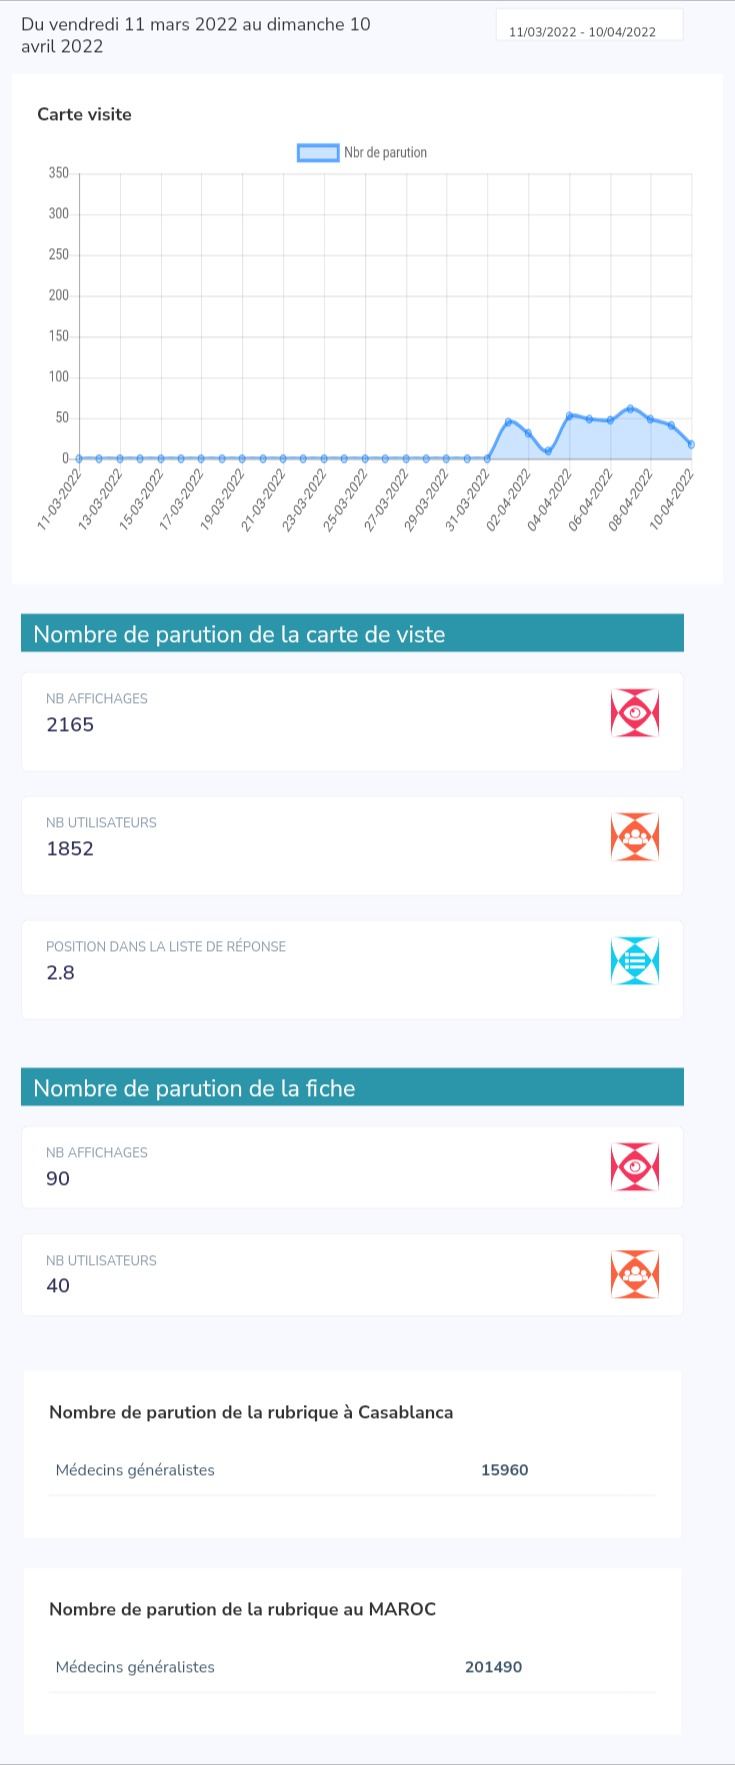 Du vendredi 11 mars 2022 au dimanche 10
avril 2022
11/03/2022 - 10/04/2022
Carte visite
Nbr de parution
350
300
250
200
150
100
50
0
11-03-2022
13-03-2022
15-03-2022
17-03-2022
19-03-2022
21-03-2022
23-03-2022
25-03-2022
27-03-2022
29-03-2022
31-03-2022
02-04-2022
04-04-2022
06-04-2022
08-04-2022
10-04-2022
Nombre de parution de la carte de viste
NB AFFICHAGES
2165
NB UTILISATEURS
1852
POSITION DANS LA LISTE DE RÉPONSE
2.8
Nombre de parution de la fiche
NB AFFICHAGES
90
NB UTILISATEURS
40
Nombre de parution de la rubrique à Casablanca
Médecins généralistes 15960
Nombre de parution de la rubrique au MAROC
Médecins généralistes 201490